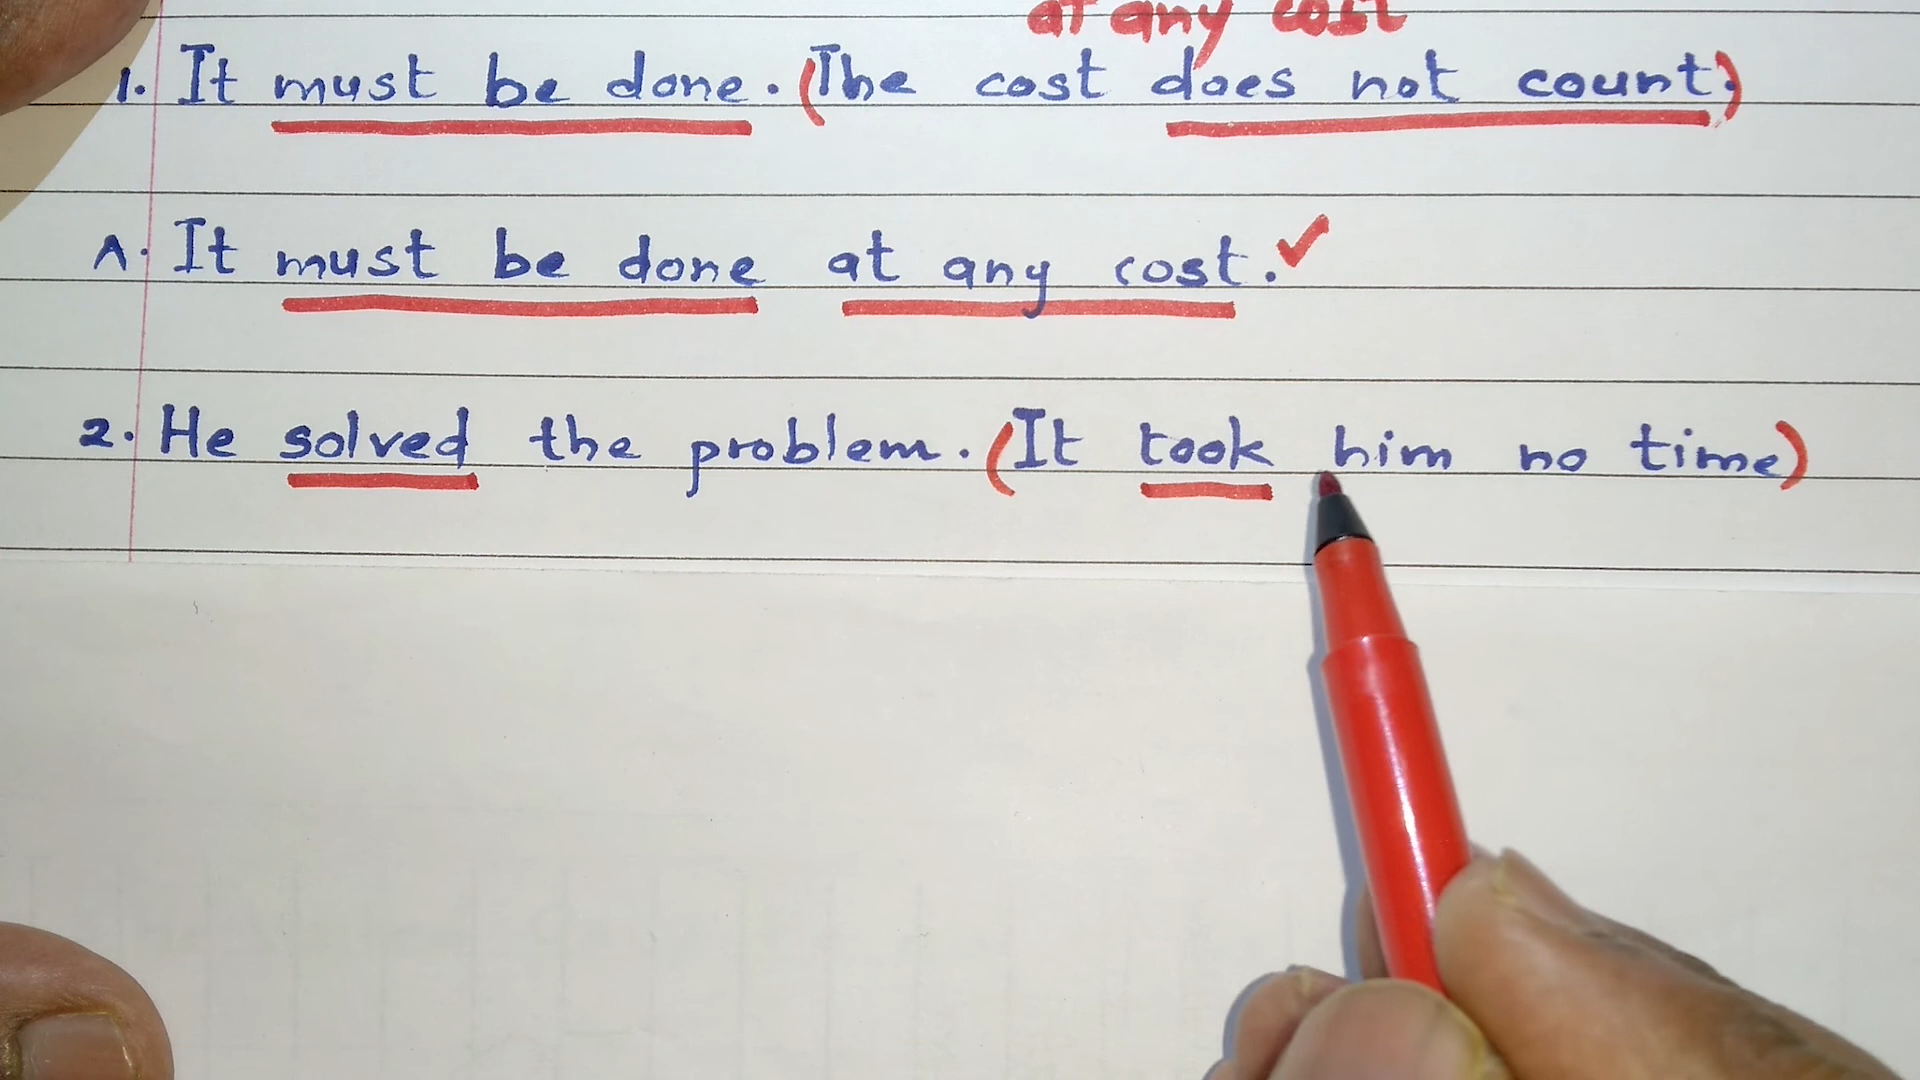 at any cost
1. It must be done. (The cost does not count.)
A. It must be done at any cost. ✓
2. He solved the problem. (It took him no time)